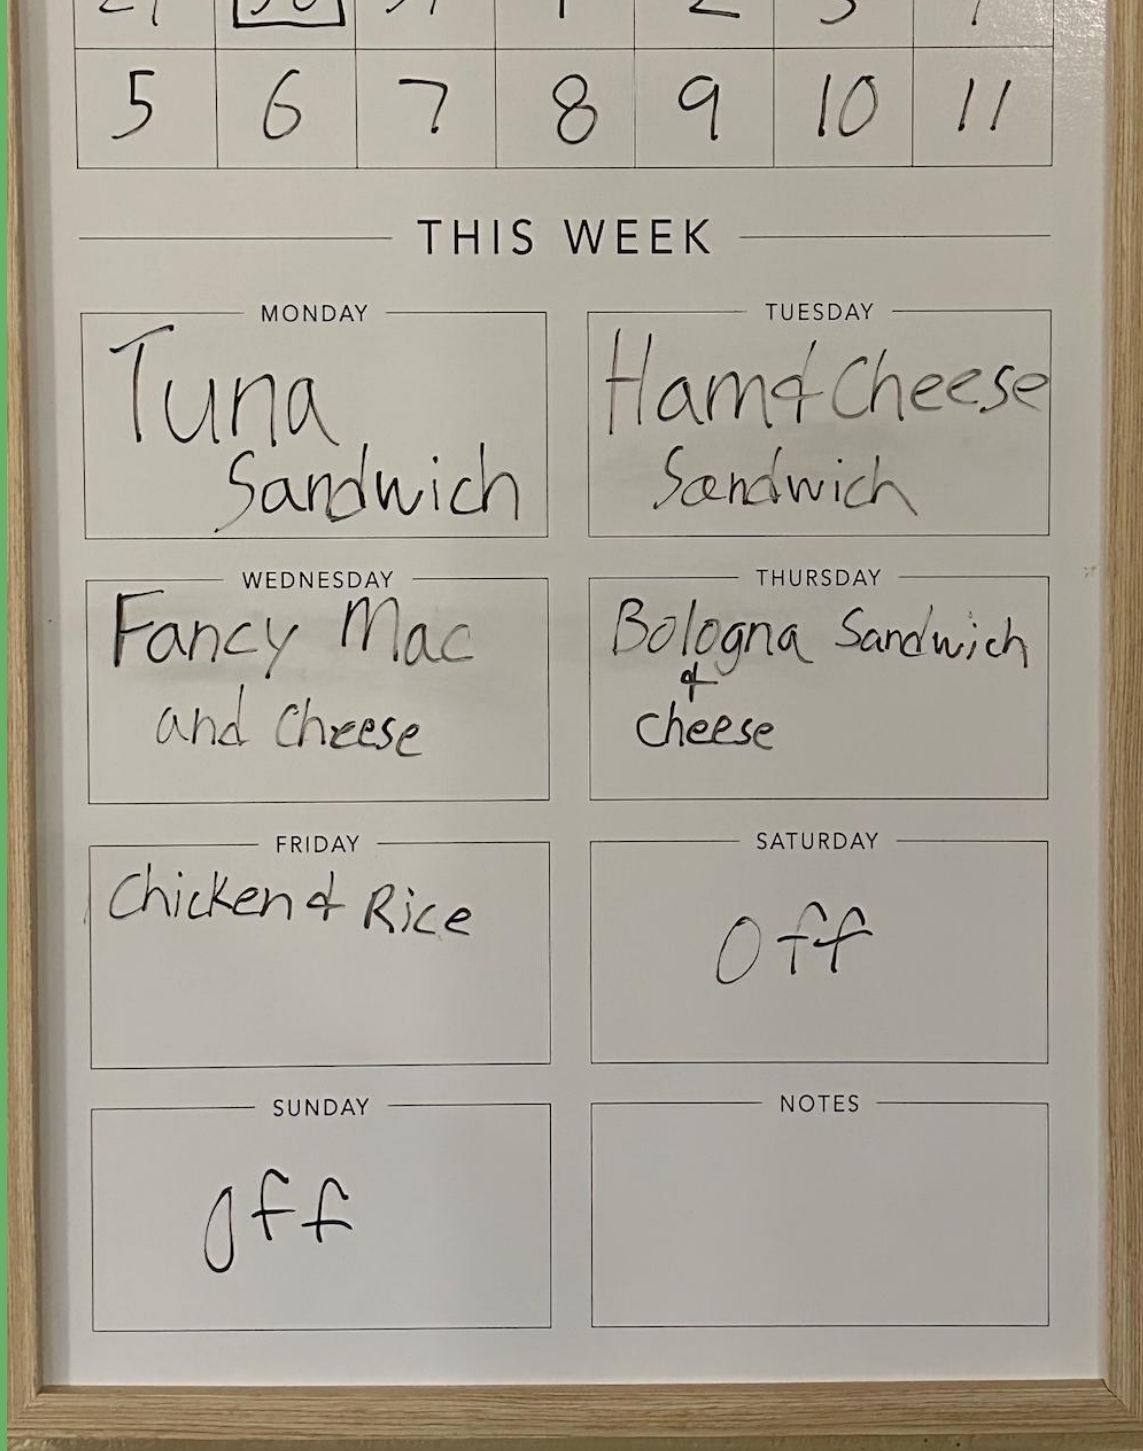 5 6 7 8 9 10 11
THIS WEEK
MONDAY
Tuna
Sandwich
TUESDAY
Ham & Cheese
Sandwich
WEDNESDAY
Fancy Mac
and Cheese
THURSDAY
Bologna Sandwich
&
cheese
FRIDAY
Chicken & Rice
SATURDAY
Off
SUNDAY
Off
NOTES